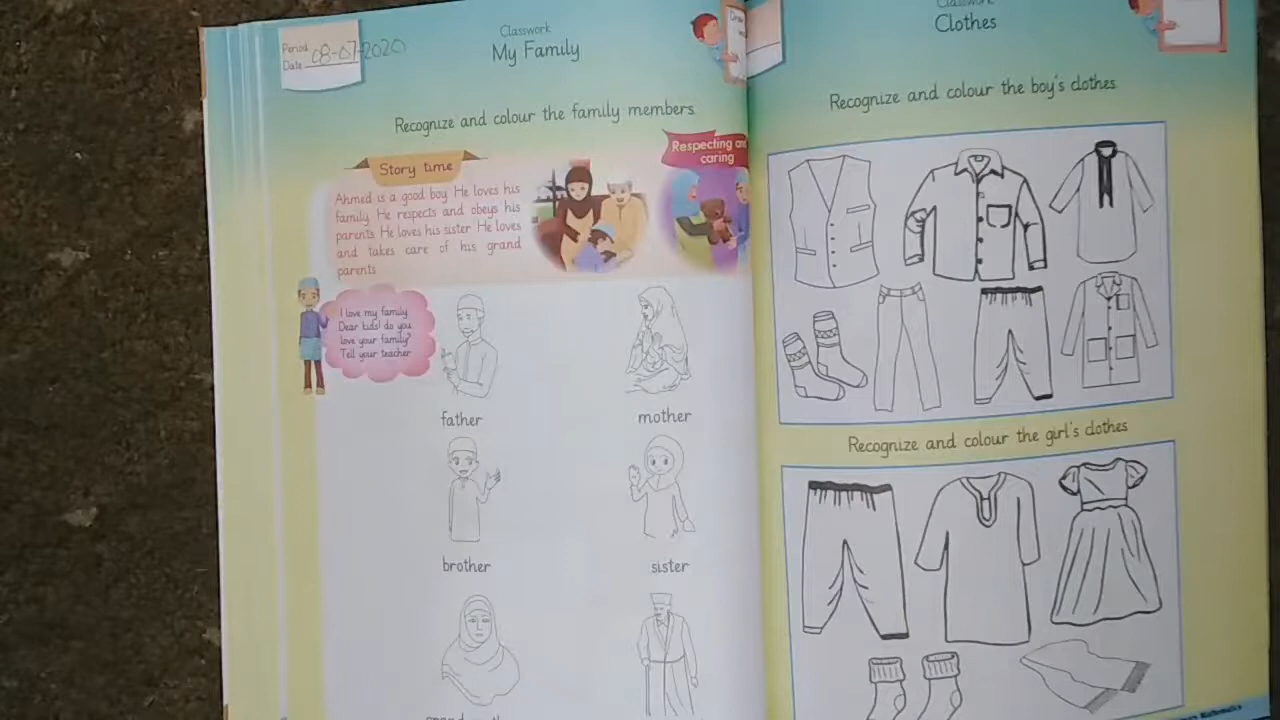 Period
Date 08-07-2020
Classwork
My Family
Recognize and colour the family members
Story time
Ahmed is a good boy. He loves his
family. He respects and obeys his
parents. He loves his sister. He loves
and takes care of his grand
parents
Respecting and
caring
I love my family
Dear kids! do you
love your family?
Tell your teacher
father
mother
brother
sister
Classwork
Clothes
Recognize and colour the boy's clothes
Recognize and colour the girl's clothes
Mathematics